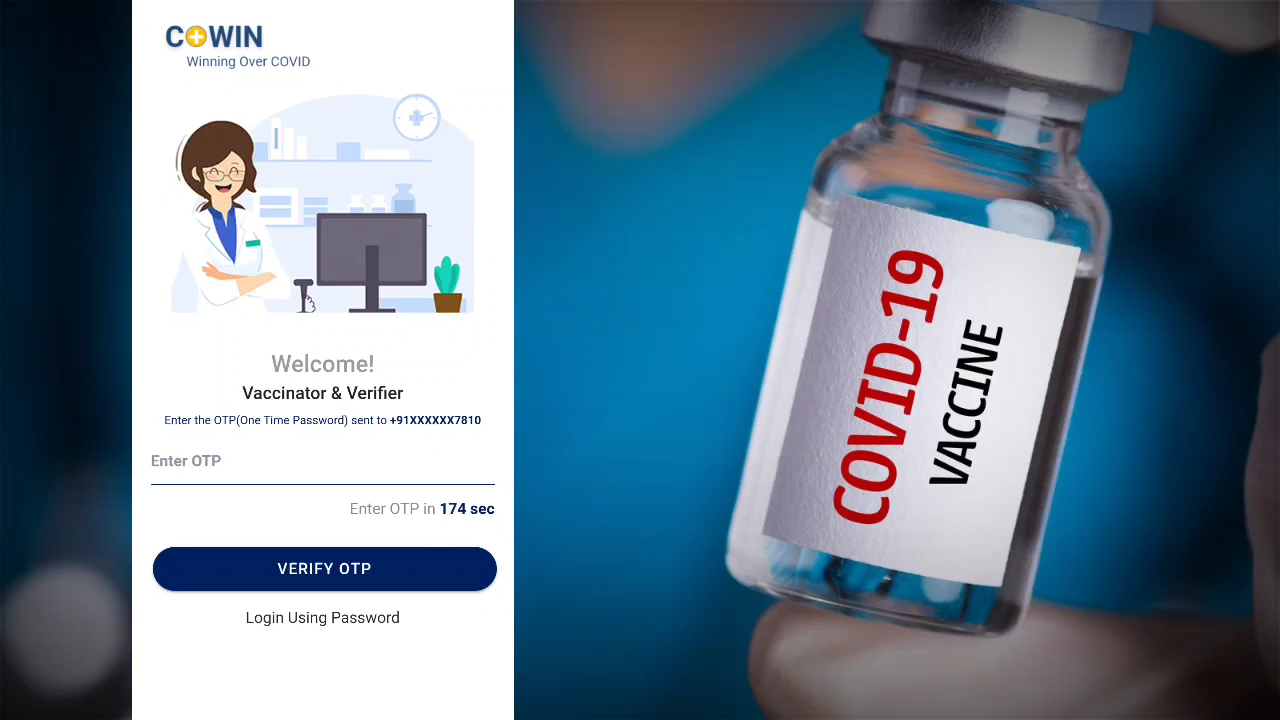 COWIN
Winning Over COVID
Welcome!
Vaccinator & Verifier
Enter the OTP(One Time Password) sent to +91XXXXXX7810
Enter OTP
Enter OTP in 174 sec
VERIFY OTP
Login Using Password
COVID-19
VACCINE